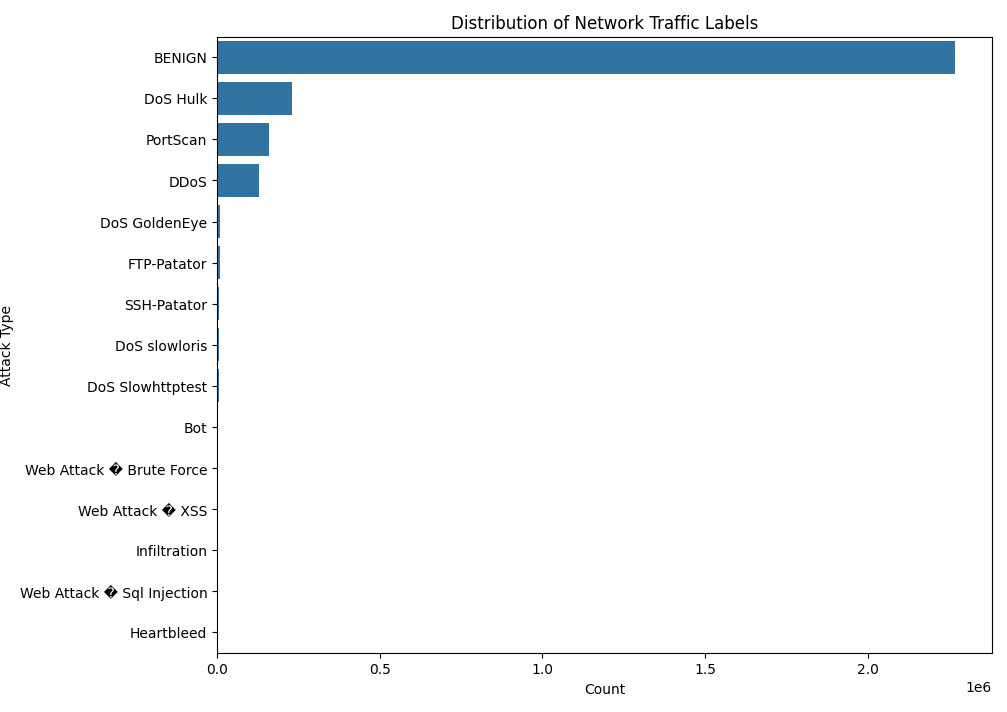 Distribution of Network Traffic Labels
Attack Type
BENIGN
DoS Hulk
PortScan
DDoS
DoS GoldenEye
FTP-Patator
SSH-Patator
DoS slowloris
DoS Slowhttptest
Bot
Web Attack � Brute Force
Web Attack � XSS
Infiltration
Web Attack � Sql Injection
Heartbleed
0.0 0.5 1.0 1.5 2.0
1e6
Count